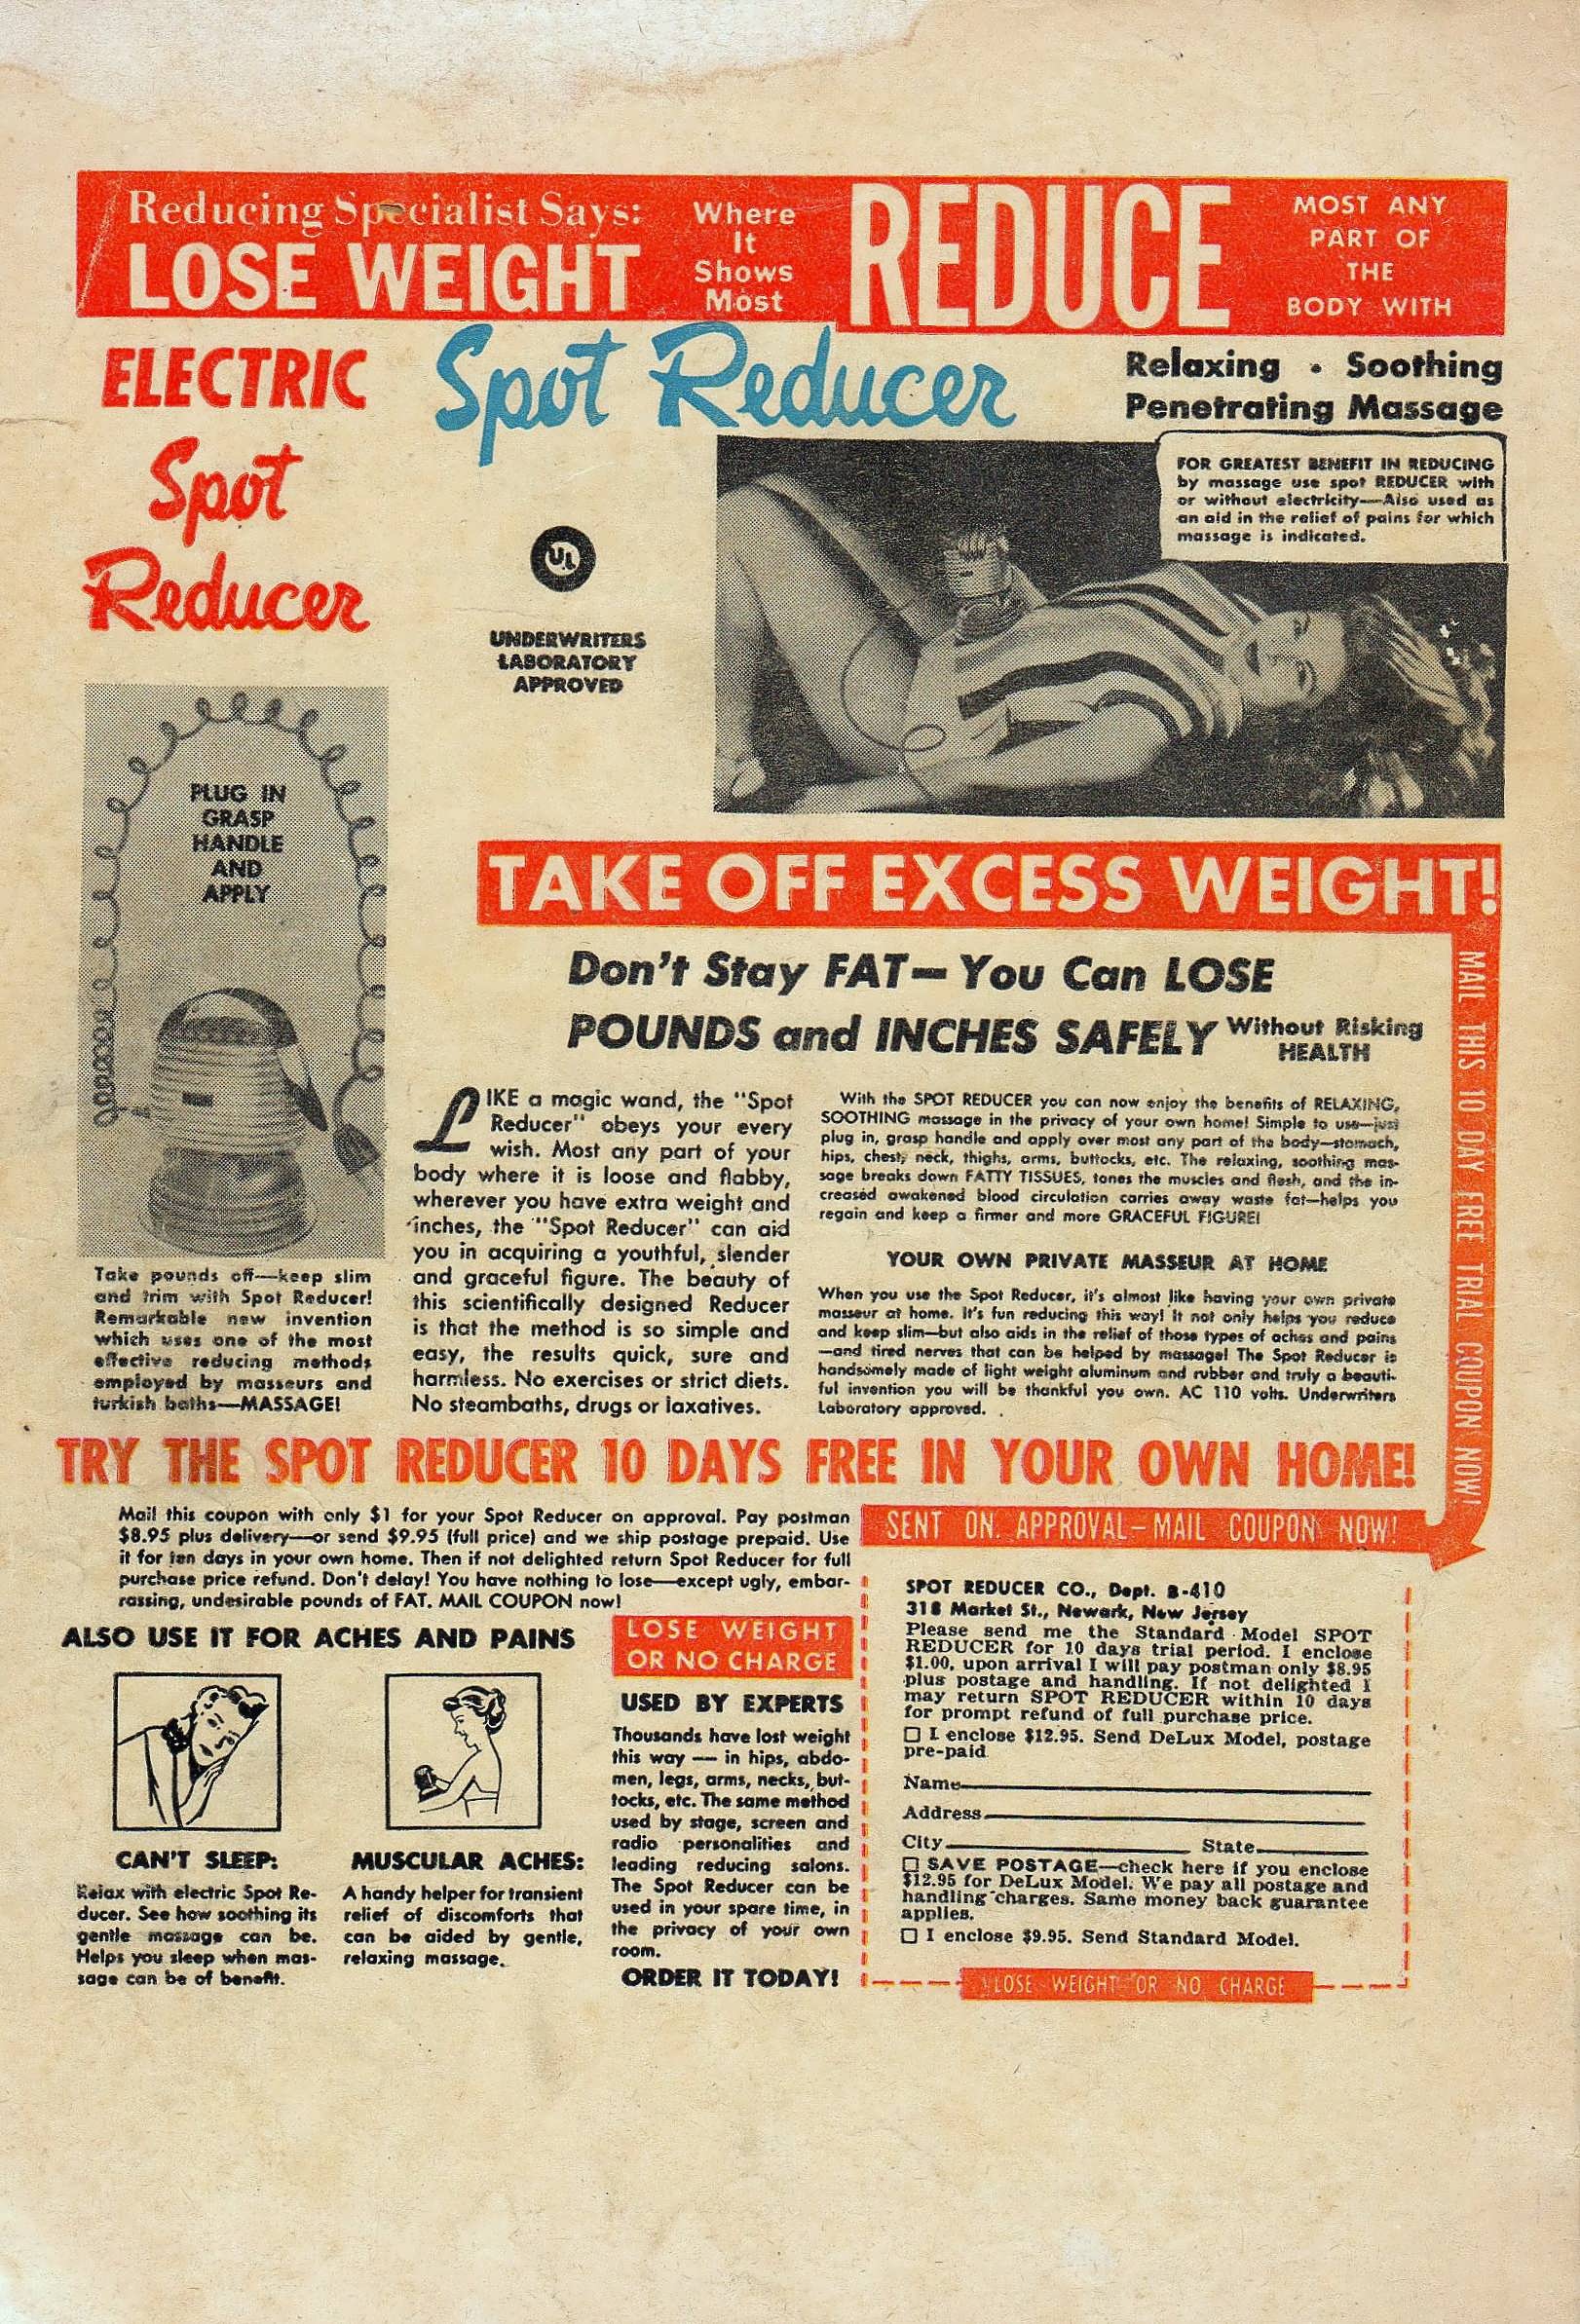 Reducing Specialist Says:
LOSE WEIGHT
Where
It
Shows
Most
REDUCE
MOST ANY
PART OF
THE
BODY WITH
ELECTRIC
Spot
Reducer
Spot Reducer
Relaxing • Soothing
Penetrating Massage
UL
UNDERWRITERS
LABORATORY
APPROVED
FOR GREATEST BENEFIT IN REDUCING
by massage use spot REDUCER with
or without electricity—Also used as
an aid in the relief of pains for which
massage is indicated.
PLUG IN
GRASP
HANDLE
AND
APPLY
Take pounds off—keep slim
and trim with Spot Reducer!
Remarkable new invention
which uses one of the most
effective reducing methods
employed by masseurs and
turkish baths—MASSAGE!
TAKE OFF EXCESS WEIGHT!
Don't Stay FAT—You Can LOSE
POUNDS and INCHES SAFELY Without Risking
HEALTH
LIKE a magic wand, the "Spot
Reducer" obeys your every
wish. Most any part of your
body where it is loose and flabby,
wherever you have extra weight and
inches, the "Spot Reducer" can aid
you in acquiring a youthful, slender
and graceful figure. The beauty of
this scientifically designed Reducer
is that the method is so simple and
easy, the results quick, sure and
harmless. No exercises or strict diets.
No steambaths, drugs or laxatives.
With the SPOT REDUCER you can now enjoy the benefits of RELAXING,
SOOTHING massage in the privacy of your own home! Simple to use—just
plug in, grasp handle and apply over most any part of the body—stomach,
hips, chest, neck, thighs, arms, buttocks, etc. The relaxing, soothing mas-
sage breaks down FATTY TISSUES, tones the muscles and flesh, and the in-
creased awakened blood circulation carries away waste fat—helps you
regain and keep a firmer and more GRACEFUL FIGURE!
YOUR OWN PRIVATE MASSEUR AT HOME
When you use the Spot Reducer, it's almost like having your own private
masseur at home. It's fun reducing this way! It not only helps you reduce
and keep slim—but also aids in the relief of those types of aches and pains
—and tired nerves that can be helped by massage! The Spot Reducer is
handsomely made of light weight aluminum and rubber and truly a beauti-
ful invention you will be thankful you own. AC 110 volts. Underwriters
Laboratory approved.
MAIL THIS 10 DAY FREE TRIAL COUPON NOW!
TRY THE SPOT REDUCER 10 DAYS FREE IN YOUR OWN HOME!
Mail this coupon with only $1 for your Spot Reducer on approval. Pay postman
$8.95 plus delivery—or send $9.95 (full price) and we ship postage prepaid. Use
it for ten days in your own home. Then if not delighted return Spot Reducer for full
purchase price refund. Don't delay! You have nothing to lose—except ugly, embar-
rassing, undesirable pounds of FAT. MAIL COUPON now!
SENT ON APPROVAL—MAIL COUPON NOW!
ALSO USE IT FOR ACHES AND PAINS
CAN'T SLEEP:
Relax with electric Spot Re-
ducer. See how soothing its
gentle massage can be.
Helps you sleep when mas-
sage can be of benefit.
MUSCULAR ACHES:
A handy helper for transient
relief of discomforts that
can be aided by gentle,
relaxing massage.
LOSE WEIGHT
OR NO CHARGE
USED BY EXPERTS
Thousands have lost weight
this way — in hips, abdo-
men, legs, arms, necks, but-
tocks, etc. The same method
used by stage, screen and
radio personalities and
leading reducing salons.
The Spot Reducer can be
used in your spare time, in
the privacy of your own
room.
ORDER IT TODAY!
SPOT REDUCER CO., Dept. B-410
318 Market St., Newark, New Jersey
Please send me the Standard Model SPOT
REDUCER for 10 days trial period. I enclose
$1.00, upon arrival I will pay postman only $8.95
plus postage and handling. If not delighted I
may return SPOT REDUCER within 10 days
for prompt refund of full purchase price.
☐ I enclose $12.95. Send DeLux Model, postage
pre-paid
Name
Address
City State
☐ SAVE POSTAGE—check here if you enclose
$12.95 for DeLux Model. We pay all postage and
handling charges. Same money back guarantee
applies.
☐ I enclose $9.95. Send Standard Model.
LOSE WEIGHT OR NO CHARGE